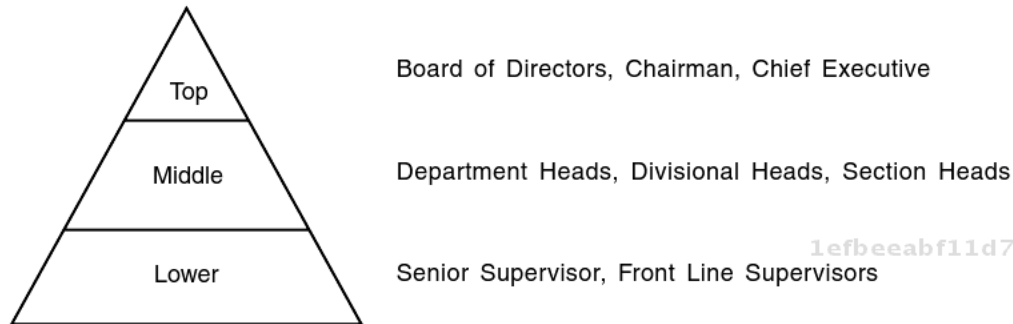 Board of Directors, Chairman, Chief Executive
Top
Middle
Department Heads, Divisional Heads, Section Heads
1efbeeabf11d7
Lower
Senior Supervisor, Front Line Supervisors